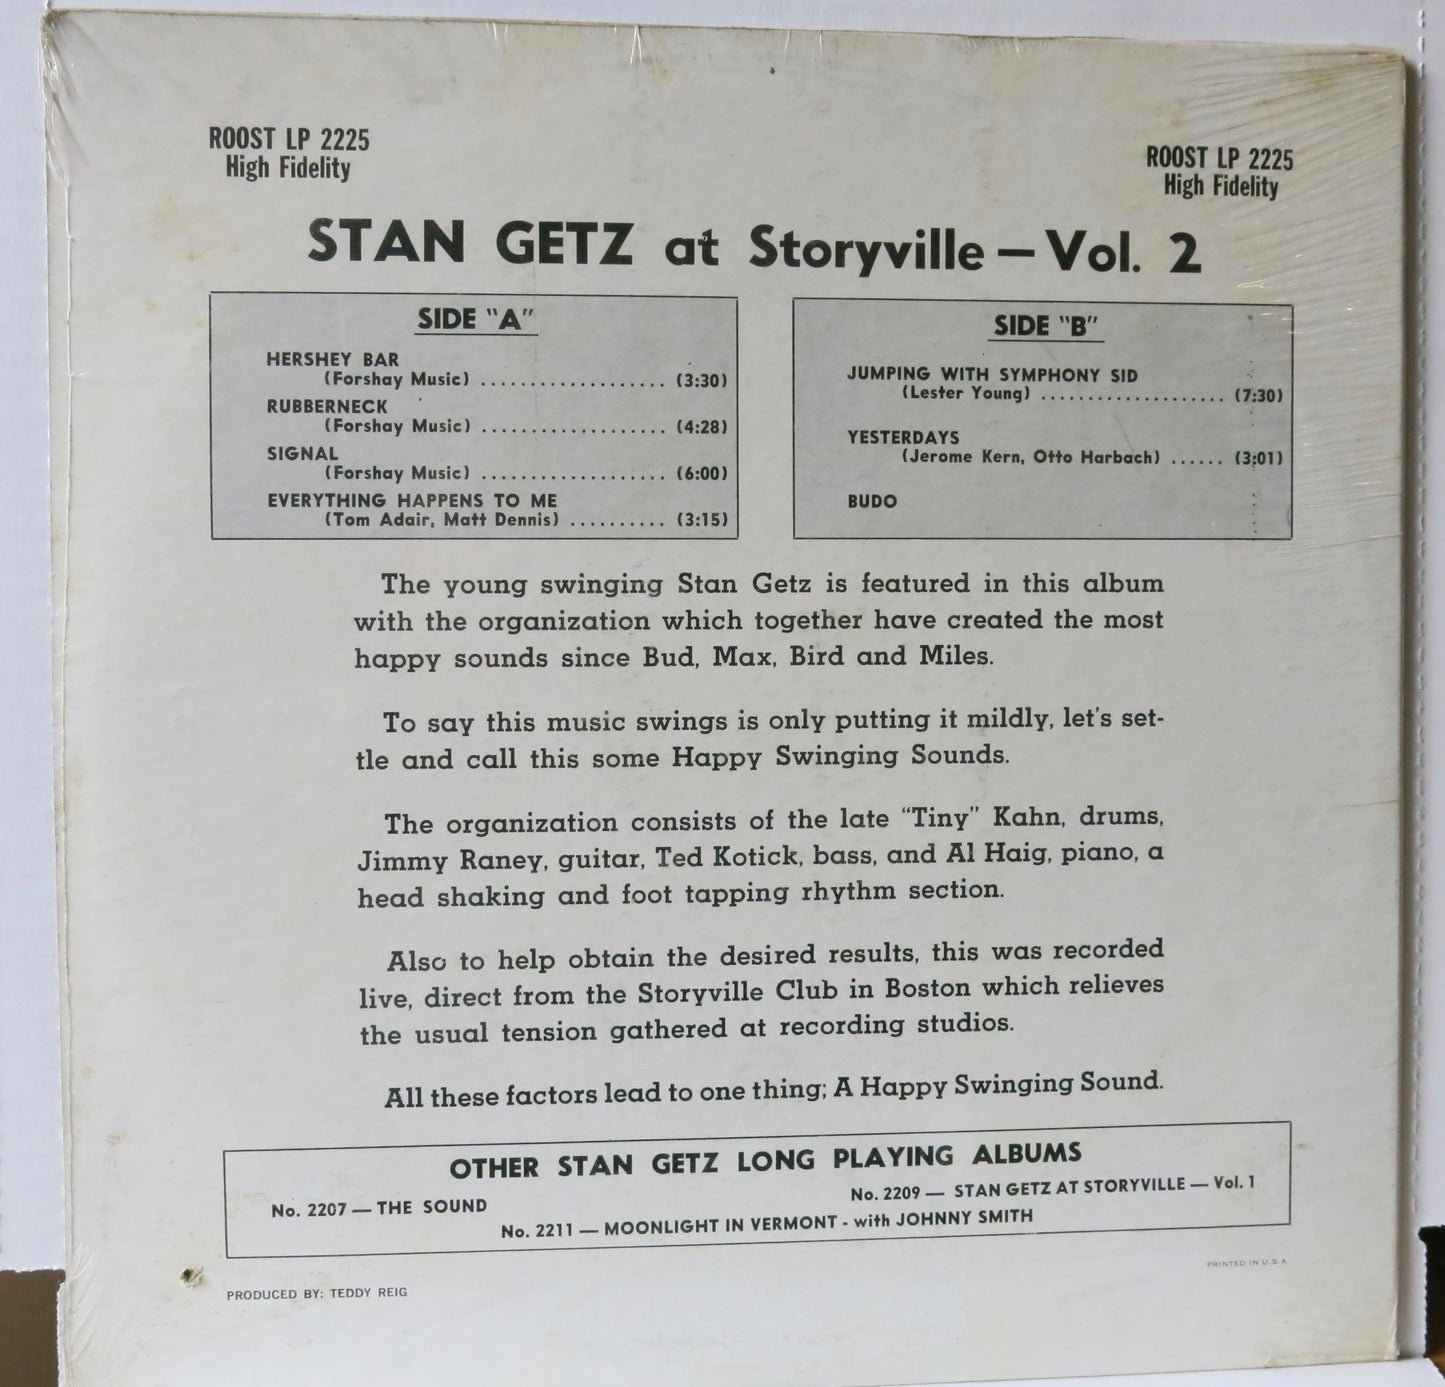 ROOST LP 2225
High Fidelity
ROOST LP 2225
High Fidelity
STAN GETZ at Storyville — Vol. 2
SIDE "A"
HERSHEY BAR
(Forshay Music) .................... (3:30)
RUBBERNECK
(Forshay Music) .................... (4:28)
SIGNAL
(Forshay Music) .................... (6:00)
EVERYTHING HAPPENS TO ME
(Tom Adair, Matt Dennis) .......... (3:15)
SIDE "B"
JUMPING WITH SYMPHONY SID
(Lester Young) .................... (7:30)
YESTERDAYS
(Jerome Kern, Otto Harbach) ...... (3:01)
BUDO
The young swinging Stan Getz is featured in this album
with the organization which together have created the most
happy sounds since Bud, Max, Bird and Miles.
To say this music swings is only putting it mildly, let's set-
tle and call this some Happy Swinging Sounds.
The organization consists of the late "Tiny" Kahn, drums,
Jimmy Raney, guitar, Ted Kotick, bass, and Al Haig, piano, a
head shaking and foot tapping rhythm section.
Also to help obtain the desired results, this was recorded
live, direct from the Storyville Club in Boston which relieves
the usual tension gathered at recording studios.
All these factors lead to one thing; A Happy Swinging Sound.
OTHER STAN GETZ LONG PLAYING ALBUMS
No. 2207 — THE SOUND
No. 2209 — STAN GETZ AT STORYVILLE — Vol. 1
No. 2211 — MOONLIGHT IN VERMONT - with JOHNNY SMITH
PRINTED IN U.S.A.
PRODUCED BY: TEDDY REIG